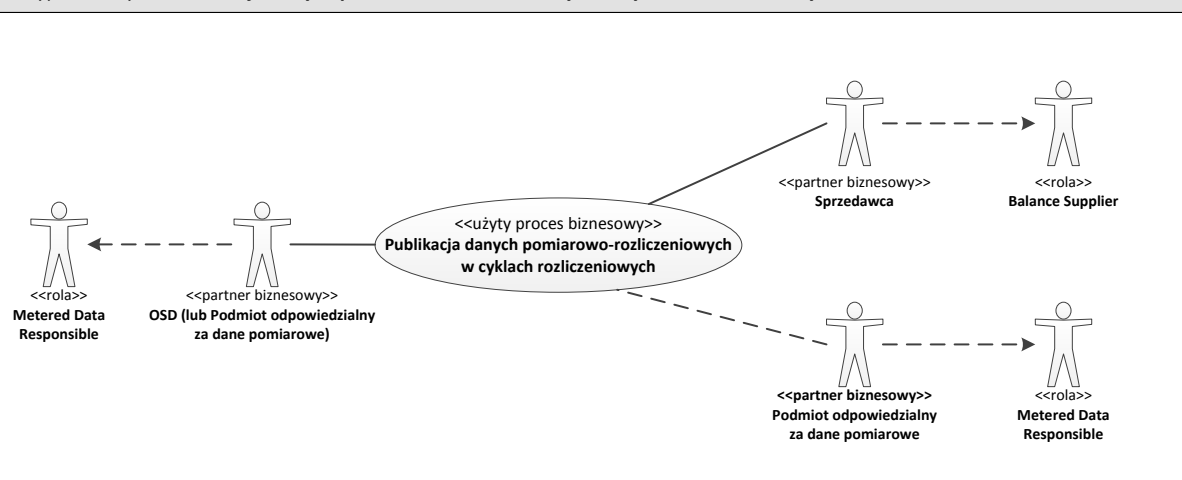 <<partner biznesowy>>
Sprzedawca
<<rola>>
Balance Supplier
<<użyty proces biznesowy>>
Publikacja danych pomiarowo-rozliczeniowych
w cyklach rozliczeniowych
<<rola>>
Metered Data
Responsible
<<partner biznesowy>>
OSD (lub Podmiot odpowiedzialny
za dane pomiarowe)
<<partner biznesowy>>
Podmiot odpowiedzialny
za dane pomiarowe
<<rola>>
Metered Data
Responsible